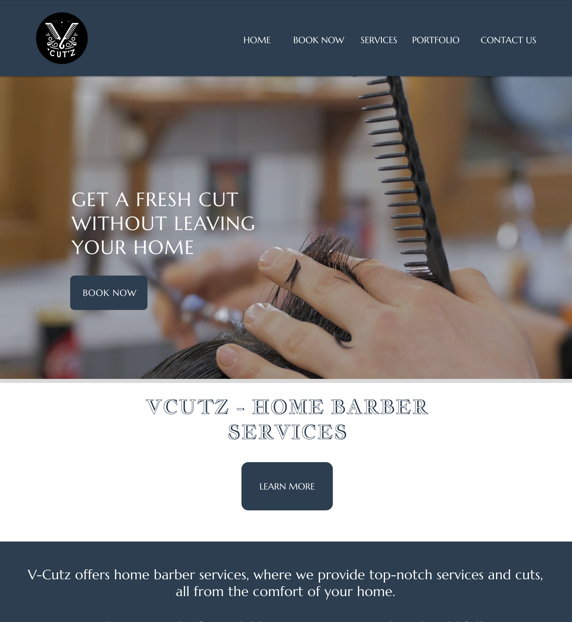 V
CUT'Z
HOME BOOK NOW SERVICES PORTFOLIO CONTACT US
GET A FRESH CUT
WITHOUT LEAVING
YOUR HOME
BOOK NOW
VCUTZ - HOME BARBER
SERVICES
LEARN MORE
V-Cutz offers home barber services, where we provide top-notch services and cuts,
all from the comfort of your home.